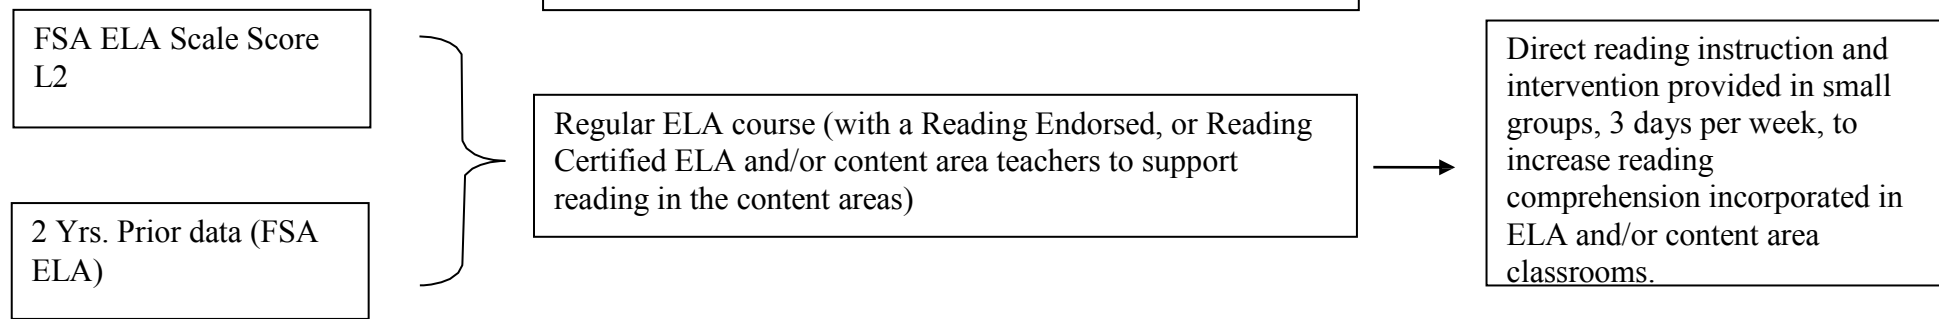 FSA ELA Scale Score
L2
2 Yrs. Prior data (FSA
ELA)
Regular ELA course (with a Reading Endorsed, or Reading
Certified ELA and/or content area teachers to support
reading in the content areas)
Direct reading instruction and
intervention provided in small
groups, 3 days per week, to
increase reading
comprehension incorporated in
ELA and/or content area
classrooms.